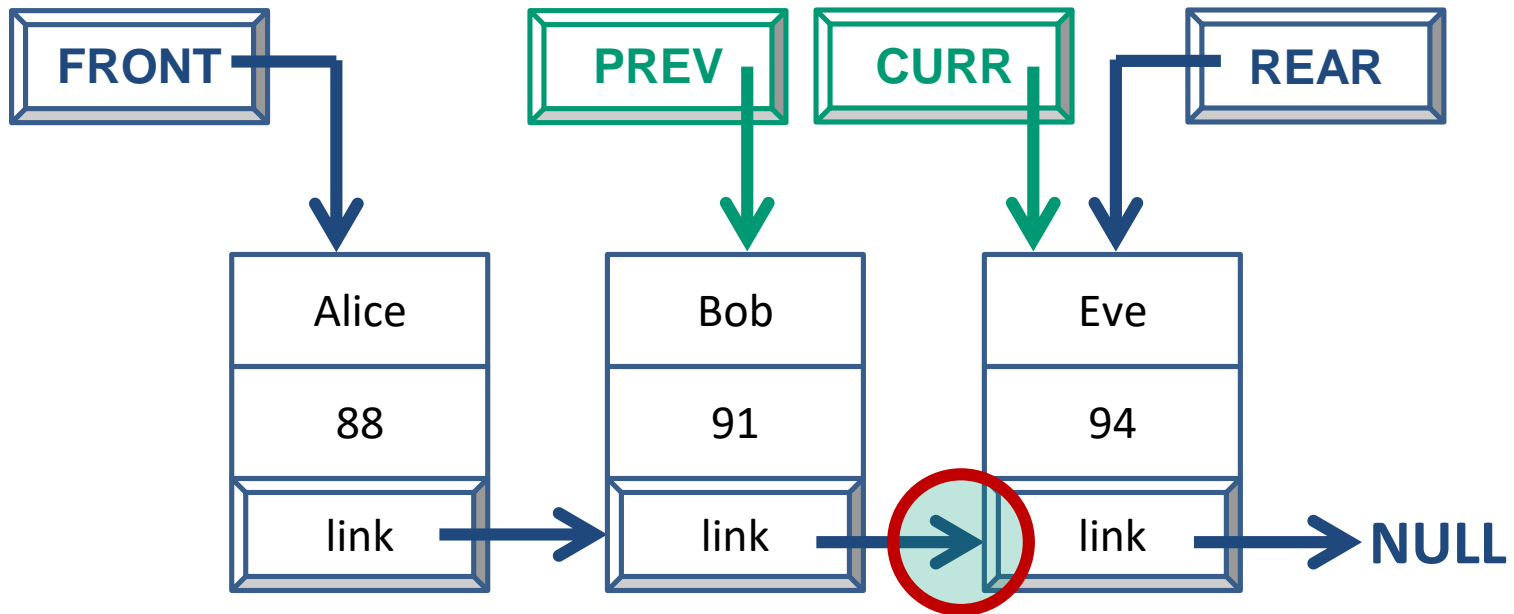 FRONT
PREV
CURR
REAR
Alice
Bob
Eve
88
91
94
link
link
link
NULL